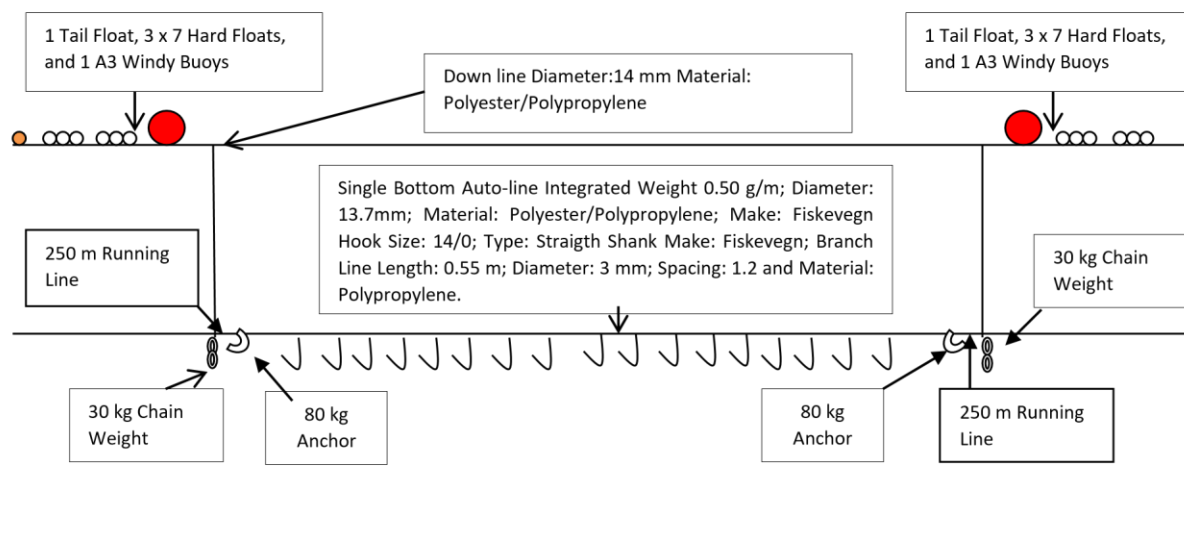 1 Tail Float, 3 x 7 Hard Floats,
and 1 A3 Windy Buoys
Down line Diameter:14 mm Material:
Polyester/Polypropylene
1 Tail Float, 3 x 7 Hard Floats,
and 1 A3 Windy Buoys
Single Bottom Auto-line Integrated Weight 0.50 g/m; Diameter:
13.7mm; Material: Polyester/Polypropylene; Make: Fiskevegn
Hook Size: 14/0; Type: Straigth Shank Make: Fiskevegn; Branch
Line Length: 0.55 m; Diameter: 3 mm; Spacing: 1.2 and Material:
Polypropylene.
250 m Running
Line
30 kg Chain
Weight
30 kg Chain
Weight
80 kg
Anchor
80 kg
Anchor
250 m Running
Line